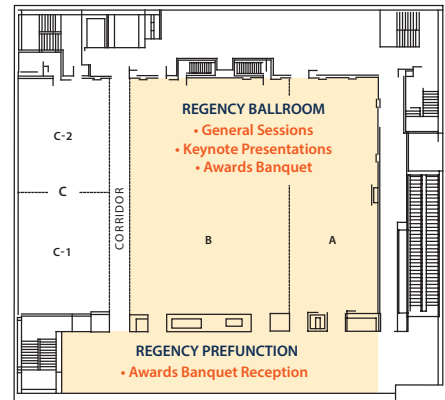 REGENCY BALLROOM
• General Sessions
• Keynote Presentations
• Awards Banquet
C-2
C
C-1
CORRIDOR
B
A
REGENCY PREFUNCTION
• Awards Banquet Reception